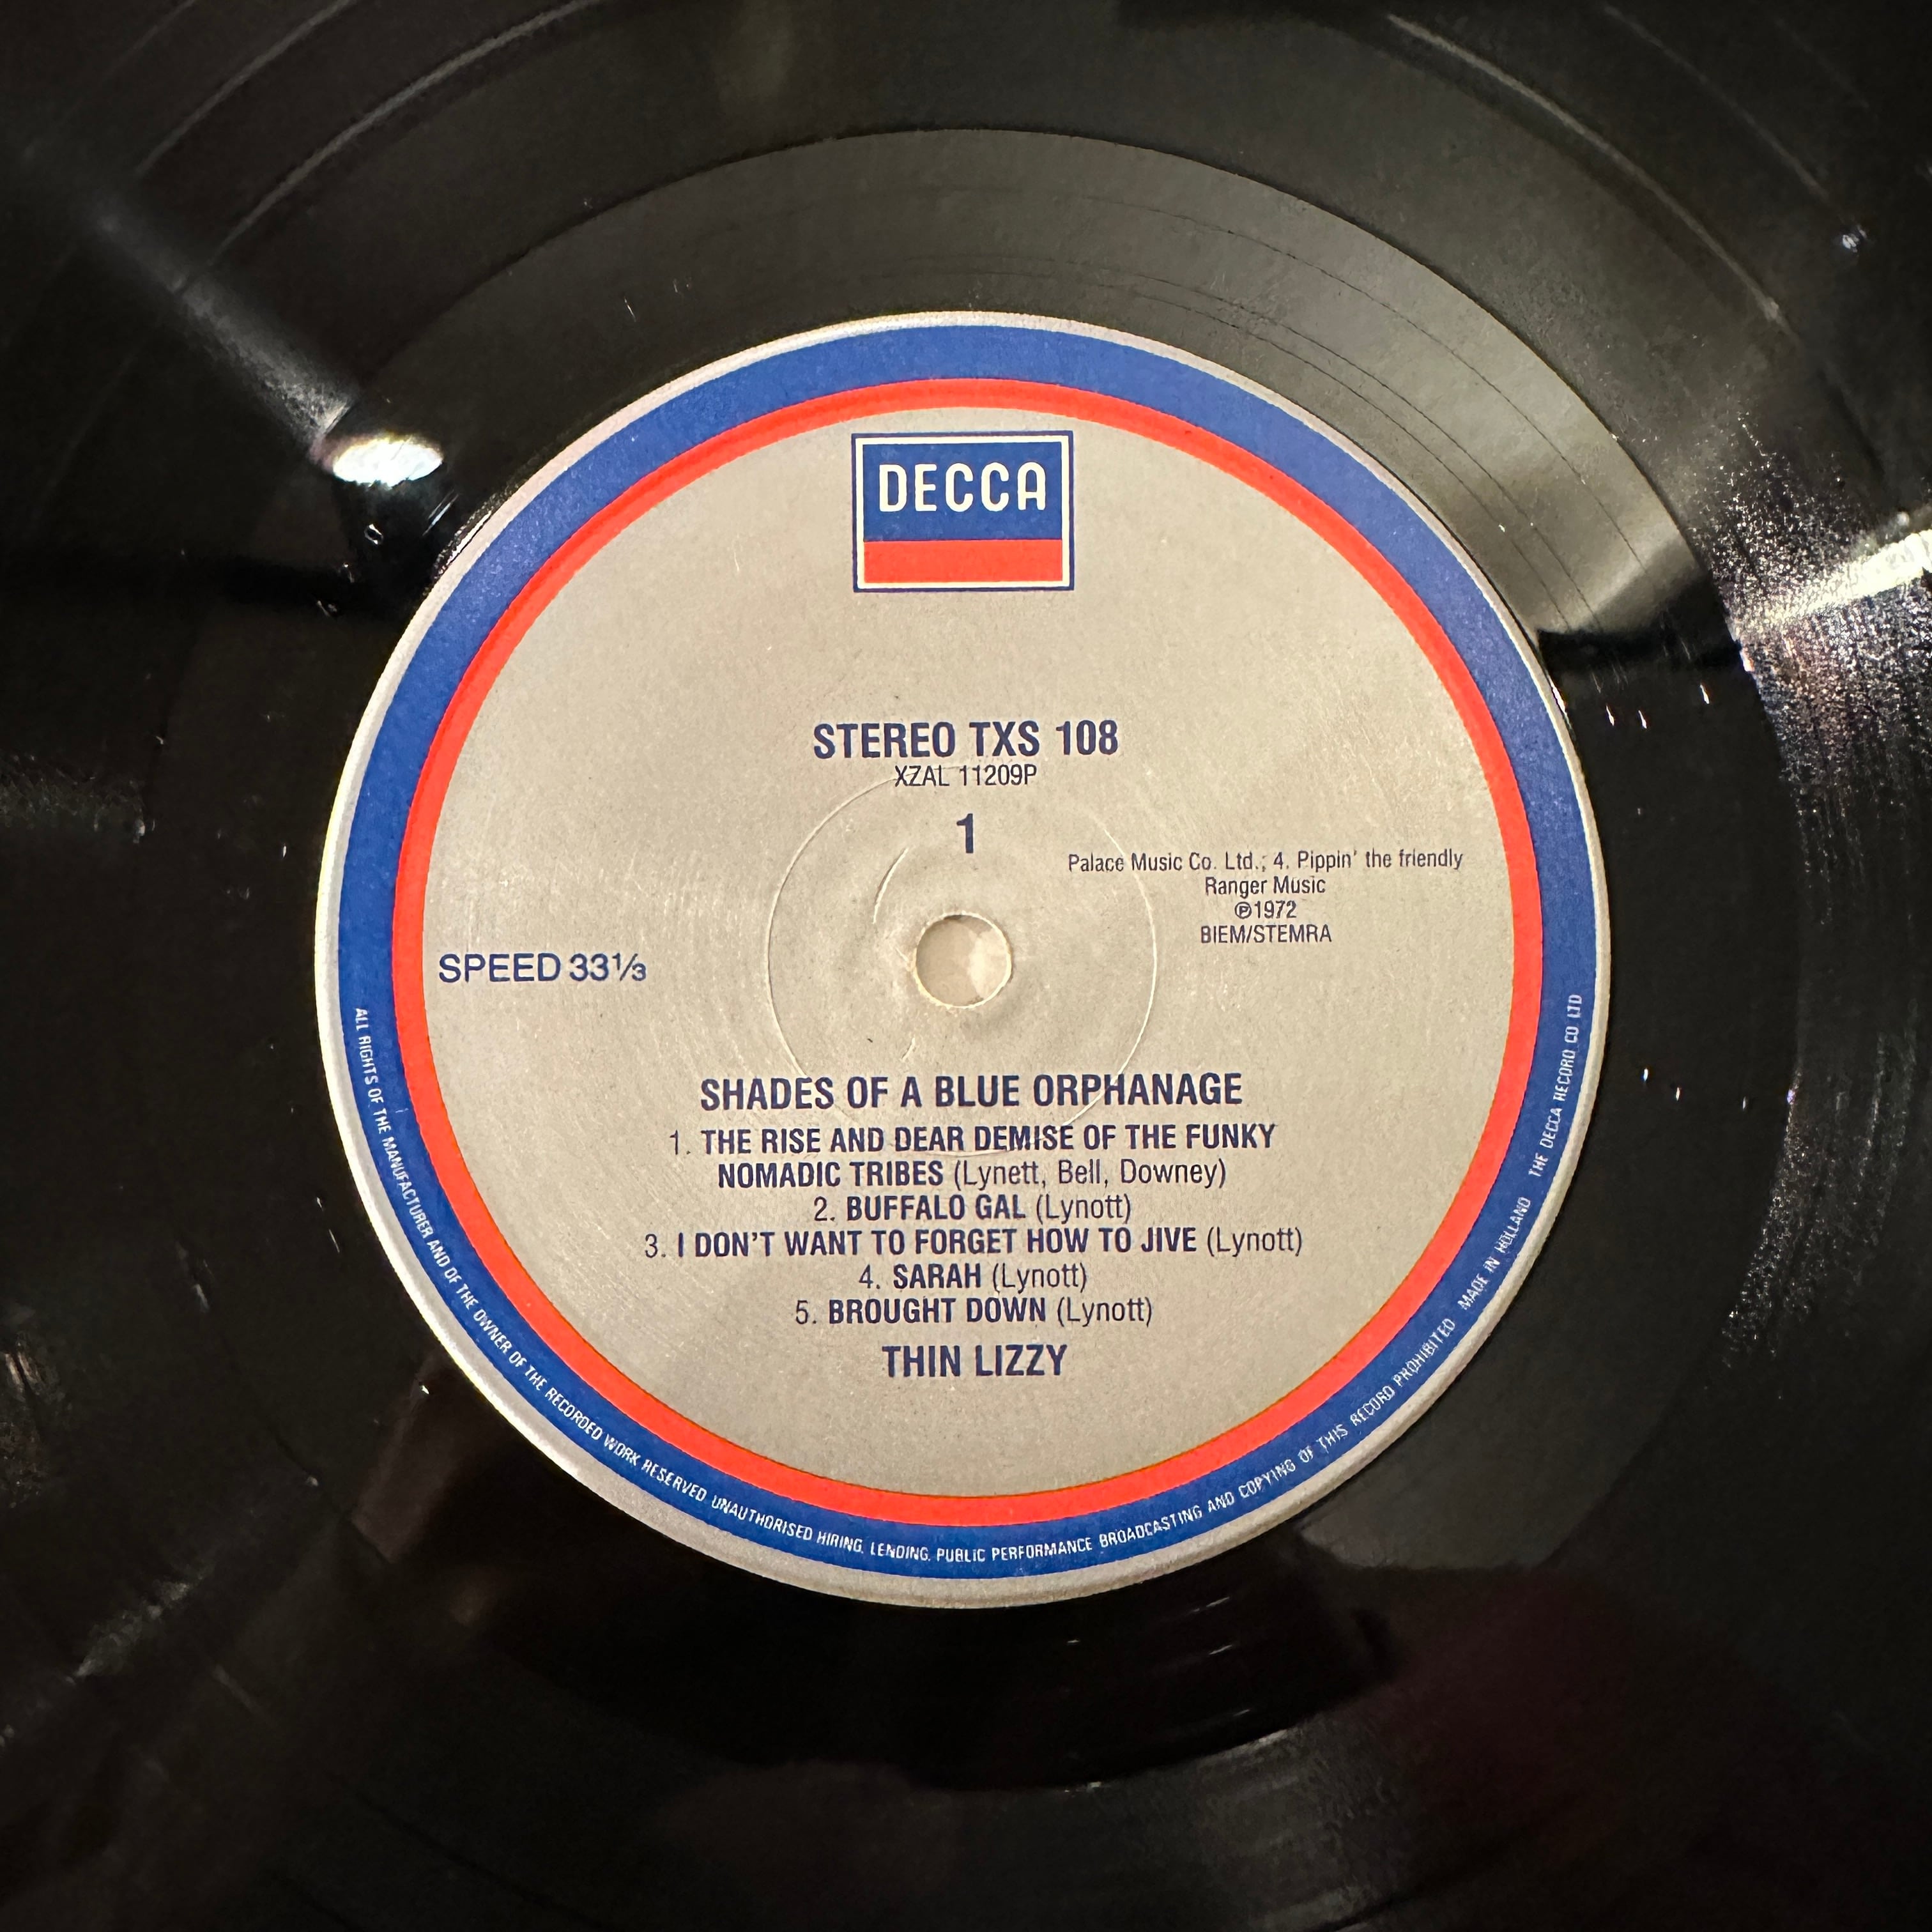 DECCA
STEREO TXS 108
XZAL 11209P
1
Palace Music Co. Ltd.; 4. Pippin' the friendly
Ranger Music
℗1972
BIEM/STEMRA
SPEED 33⅓
SHADES OF A BLUE ORPHANAGE
1. THE RISE AND DEAR DEMISE OF THE FUNKY
NOMADIC TRIBES (Lynett, Bell, Downey)
2. BUFFALO GAL (Lynott)
3. I DON'T WANT TO FORGET HOW TO JIVE (Lynott)
4. SARAH (Lynott)
5. BROUGHT DOWN (Lynott)
THIN LIZZY
ALL RIGHTS OF THE MANUFACTURER AND OF THE OWNER OF THE RECORDED WORK RESERVED UNAUTHORISED HIRING, LENDING, PUBLIC PERFORMANCE BROADCASTING AND COPYING OF THIS RECORD PROHIBITED MADE IN HOLLAND THE DECCA RECORD CO LTD